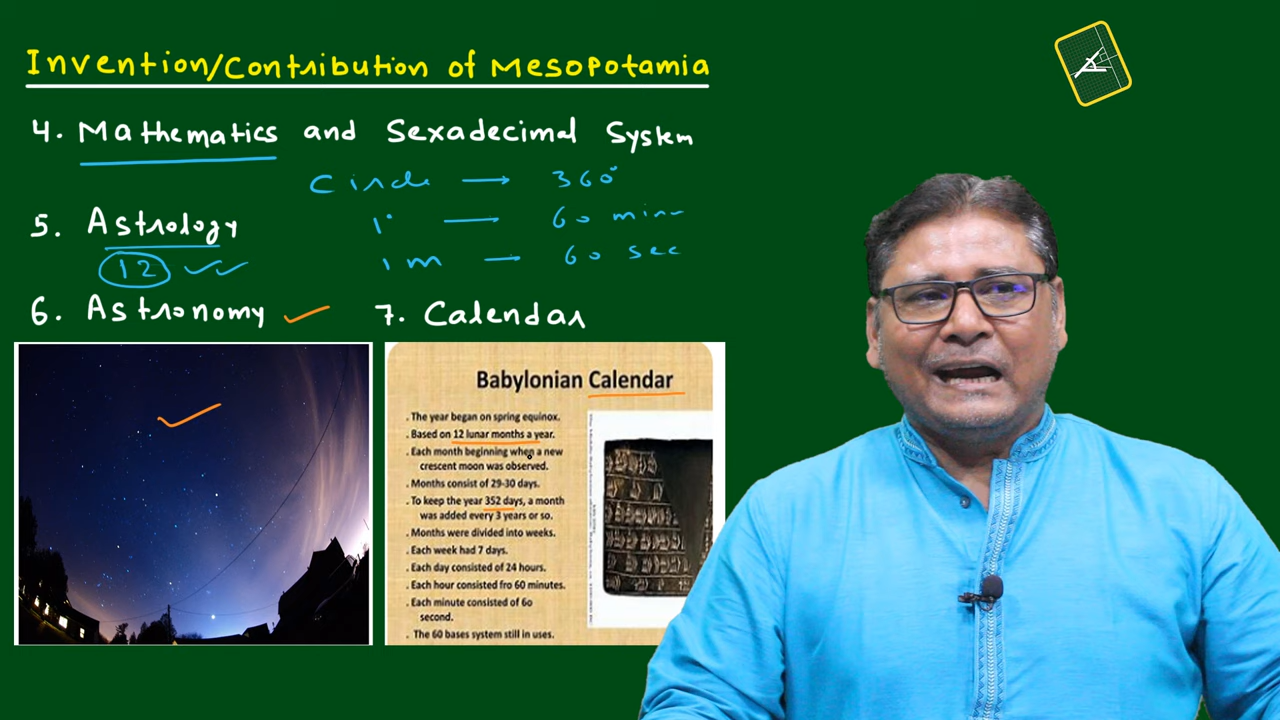 Invention/Contribution of Mesopotamia
4. Mathematics and Sexadecimal System
Circle → 360°
5. Astrology
1° → 60 min
12
1m → 60 sec
6. Astronomy
7. Calendar
Babylonian Calendar
. The year began on spring equinox.
. Based on 12 lunar months a year.
. Each month beginning when a new
crescent moon was observed.
. Months consist of 29-30 days.
. To keep the year 352 days, a month
was added every 3 years or so.
. Months were divided into weeks.
. Each week had 7 days.
. Each day consisted of 24 hours.
. Each hour consisted fro 60 minutes.
. Each minute consisted of 60
second.
. The 60 bases system still in uses.